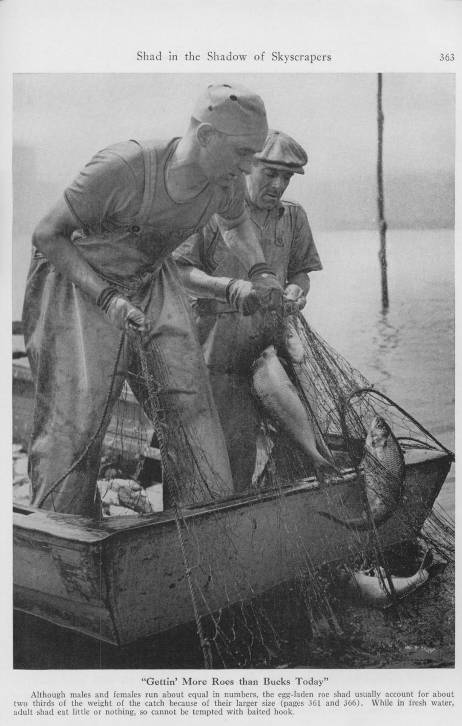 Shad in the Shadow of Skyscrapers 363
"Gettin' More Roes than Bucks Today"
Although males and females run about equal in numbers, the egg-laden roe shad usually account for about
two thirds of the weight of the catch because of their larger size (pages 361 and 366). While in fresh water,
adult shad eat little or nothing, so cannot be tempted with baited hook.